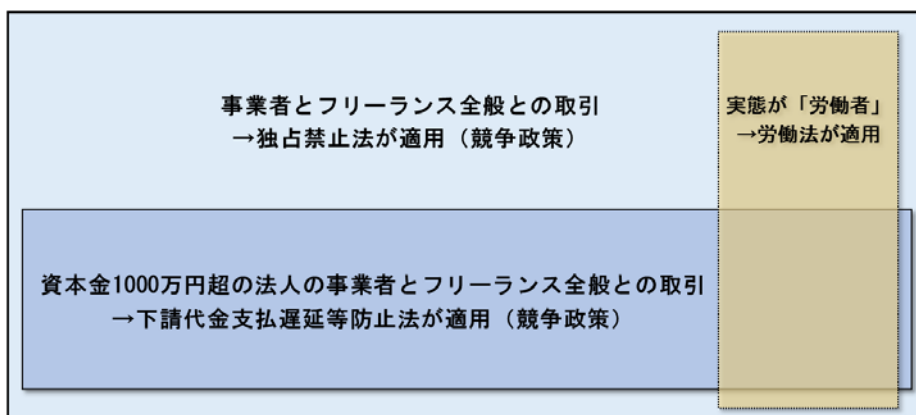 事業者とフリーランス全般との取引
→独占禁止法が適用（競争政策）
実態が「労働者」
→労働法が適用
資本金1000万円超の法人の事業者とフリーランス全般との取引
→下請代金支払遅延等防止法が適用（競争政策）